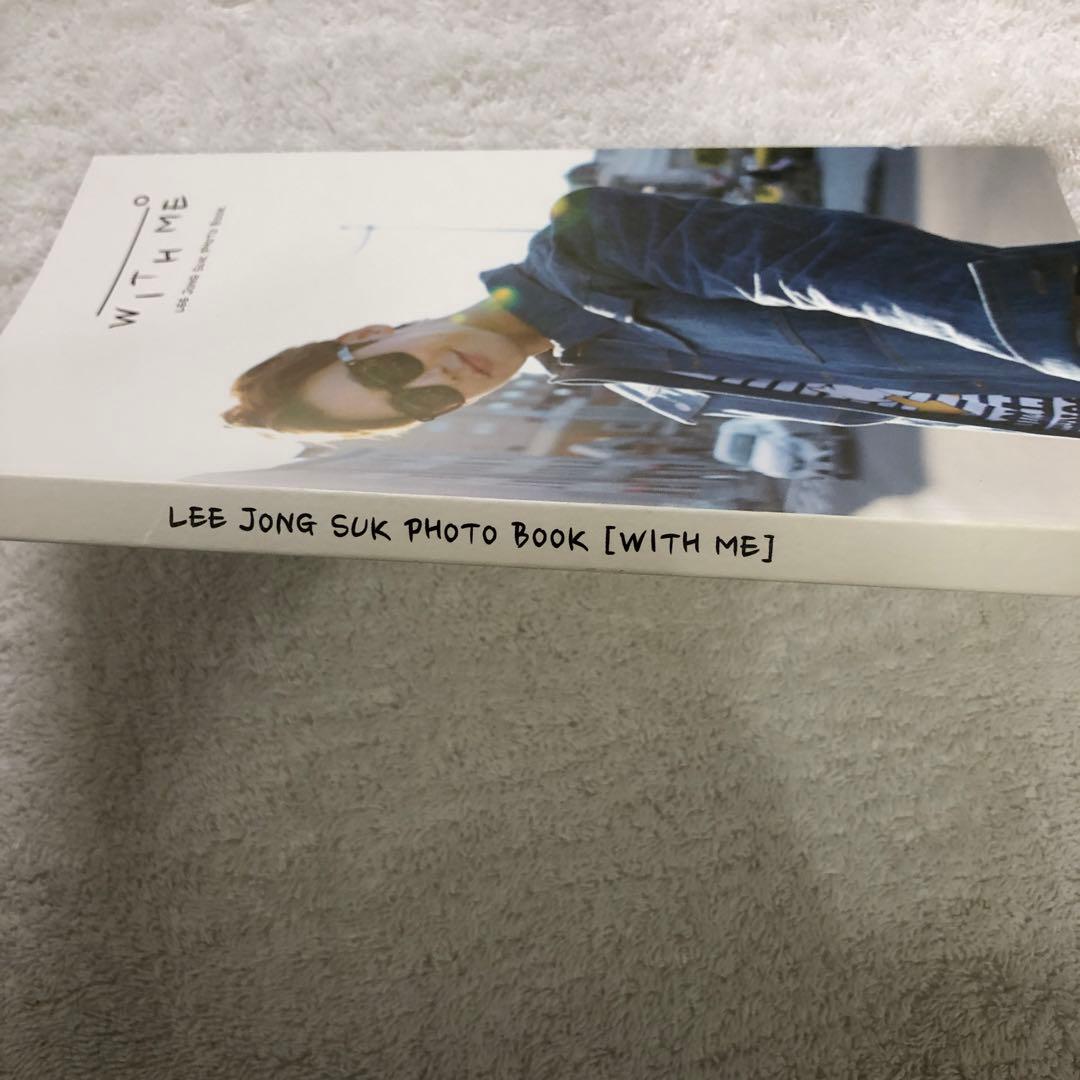 WITH ME
LEE JONG SUK PHOTO BOOK
LEE JONG SUK PHOTO BOOK [WITH ME]